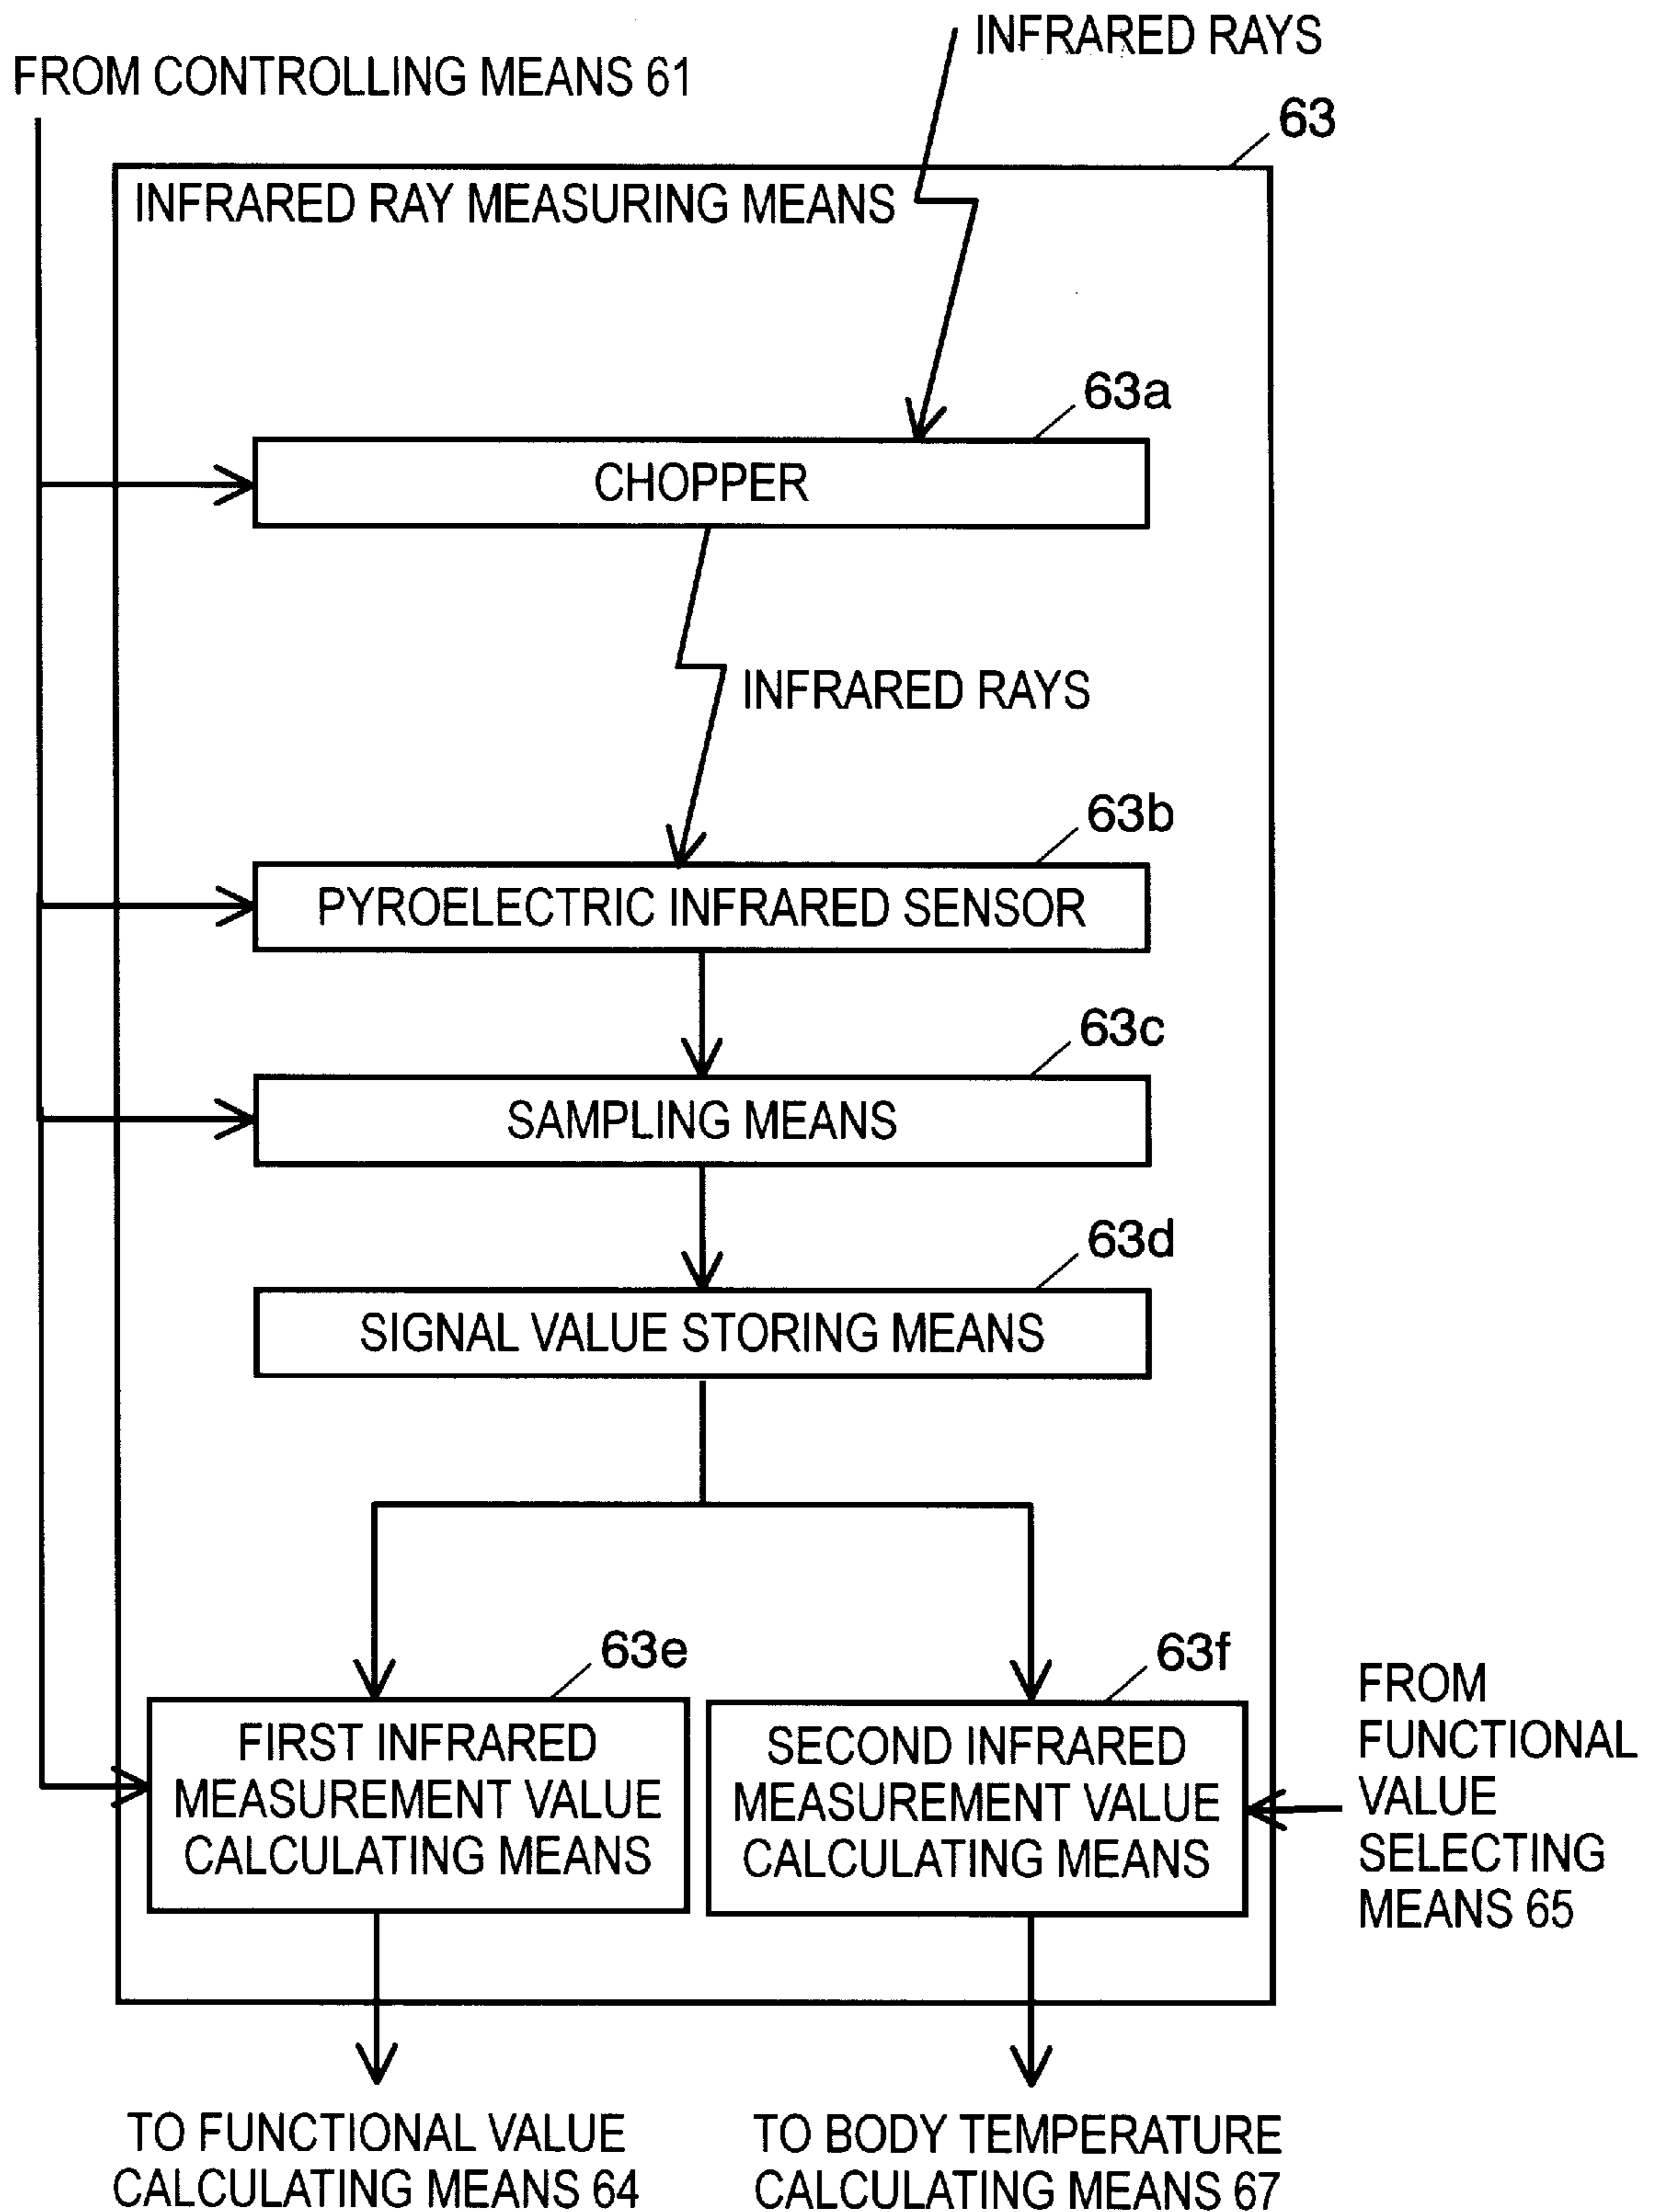 INFRARED RAYS
FROM CONTROLLING MEANS 61
63
INFRARED RAY MEASURING MEANS
63a
CHOPPER
INFRARED RAYS
63b
PYROELECTRIC INFRARED SENSOR
63c
SAMPLING MEANS
63d
SIGNAL VALUE STORING MEANS
63e
FIRST INFRARED
MEASUREMENT VALUE
CALCULATING MEANS
63f
SECOND INFRARED
MEASUREMENT VALUE
CALCULATING MEANS
FROM
FUNCTIONAL
VALUE
SELECTING
MEANS 65
TO FUNCTIONAL VALUE
CALCULATING MEANS 64
TO BODY TEMPERATURE
CALCULATING MEANS 67